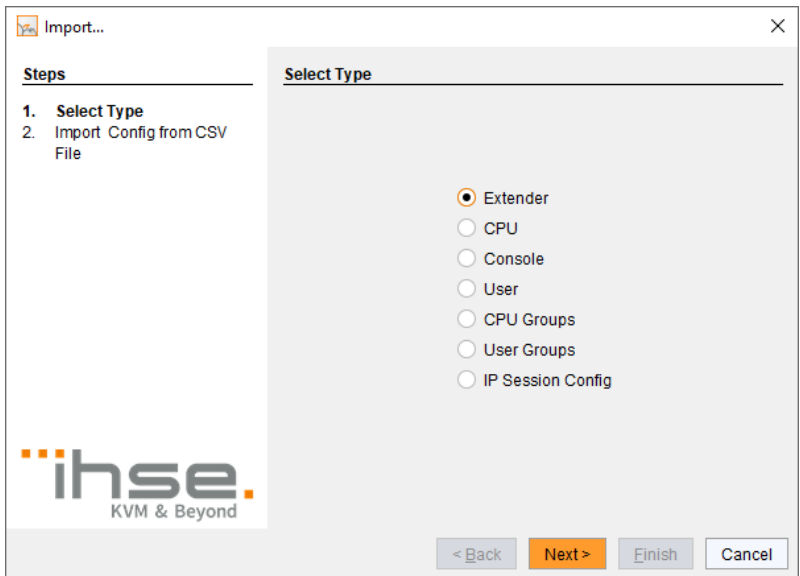 Import...
Steps
1. Select Type
2. Import Config from CSV
File
Select Type
Extender
CPU
Console
User
CPU Groups
User Groups
IP Session Config
ihse.
KVM & Beyond
< Back
Next >
Finish
Cancel